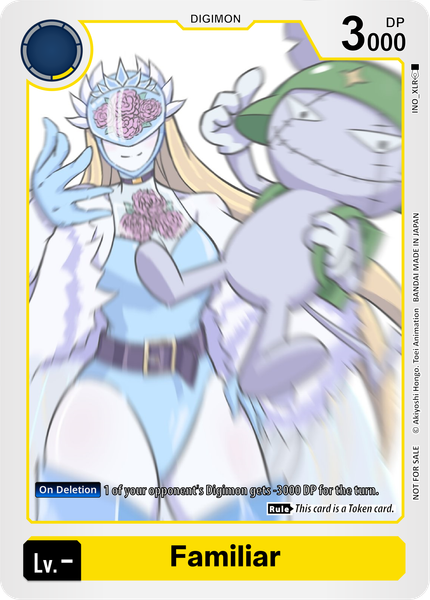 DIGIMON
DP
3000
INO_XLR
On Deletion 1 of your opponent's Digimon gets -3000 DP for the turn.
Rule This card is a Token card.
NOT FOR SALE © Akiyoshi Hongo. Toei Animation BANDAI MADE IN JAPAN
Lv.-
Familiar